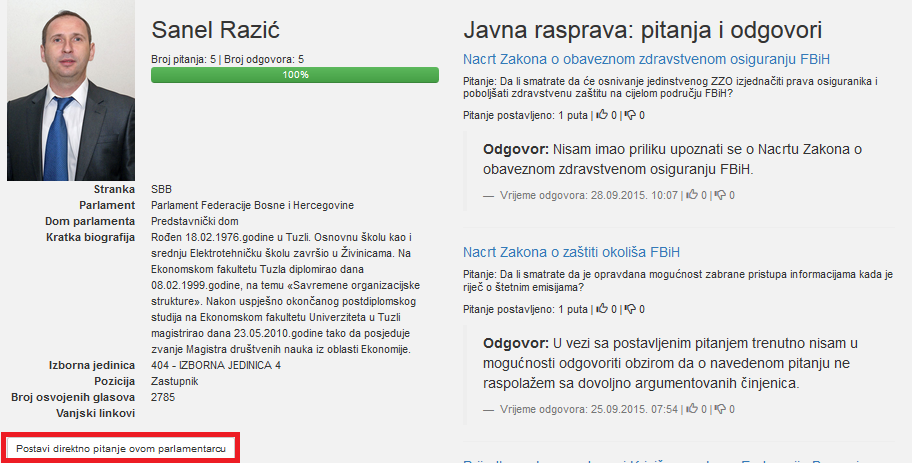 Sanel Razić
Broj pitanja: 5 | Broj odgovora: 5
100%
Stranka SBB
Parlament Parlament Federacije Bosne i Hercegovine
Dom parlamenta Predstavnički dom
Kratka biografija Rođen 18.02.1976.godine u Tuzli. Osnovnu školu kao i
srednju Elektrotehničku školu završio u Živinicama. Na
Ekonomskom fakultetu Tuzla diplomirao dana
08.02.1999.godine, na temu «Savremene organizacijske
strukture». Nakon uspješno okončanog postdiplomskog
studija na Ekonomskom fakultetu Univerziteta u Tuzli
magistrirao dana 23.05.2010.godine tako da posjeduje
zvanje Magistra društvenih nauka iz oblasti Ekonomije.
Izborna jedinica 404 - IZBORNA JEDINICA 4
Pozicija Zastupnik
Broj osvojenih glasova 2785
Vanjski linkovi
Postavi direktno pitanje ovom parlamentarcu
Javna rasprava: pitanja i odgovori
Nacrt Zakona o obaveznom zdravstvenom osiguranju FBiH
Pitanje: Da li smatrate da će osnivanje jedinstvenog ZZO izjednačiti prava osiguranika i
poboljšati zdravstvenu zaštitu na cijelom području FBiH?
Pitanje postavljeno: 1 puta | 0 | 0
Odgovor: Nisam imao priliku upoznati se o Nacrtu Zakona o
obaveznom zdravstvenom osiguranju FBiH.
— Vrijeme odgovora: 28.09.2015. 10:07 | 0 | 0
Nacrt Zakona o zaštiti okoliša FBiH
Pitanje: Da li smatrate da je opravdana mogućnost zabrane pristupa informacijama kada je
riječ o štetnim emisijama?
Pitanje postavljeno: 1 puta | 0 | 0
Odgovor: U vezi sa postavljenim pitanjem trenutno nisam u
mogućnosti odgovoriti obzirom da o navedenom pitanju ne
raspolažem sa dovoljno argumentovanih činjenica.
— Vrijeme odgovora: 25.09.2015. 07:54 | 0 | 0